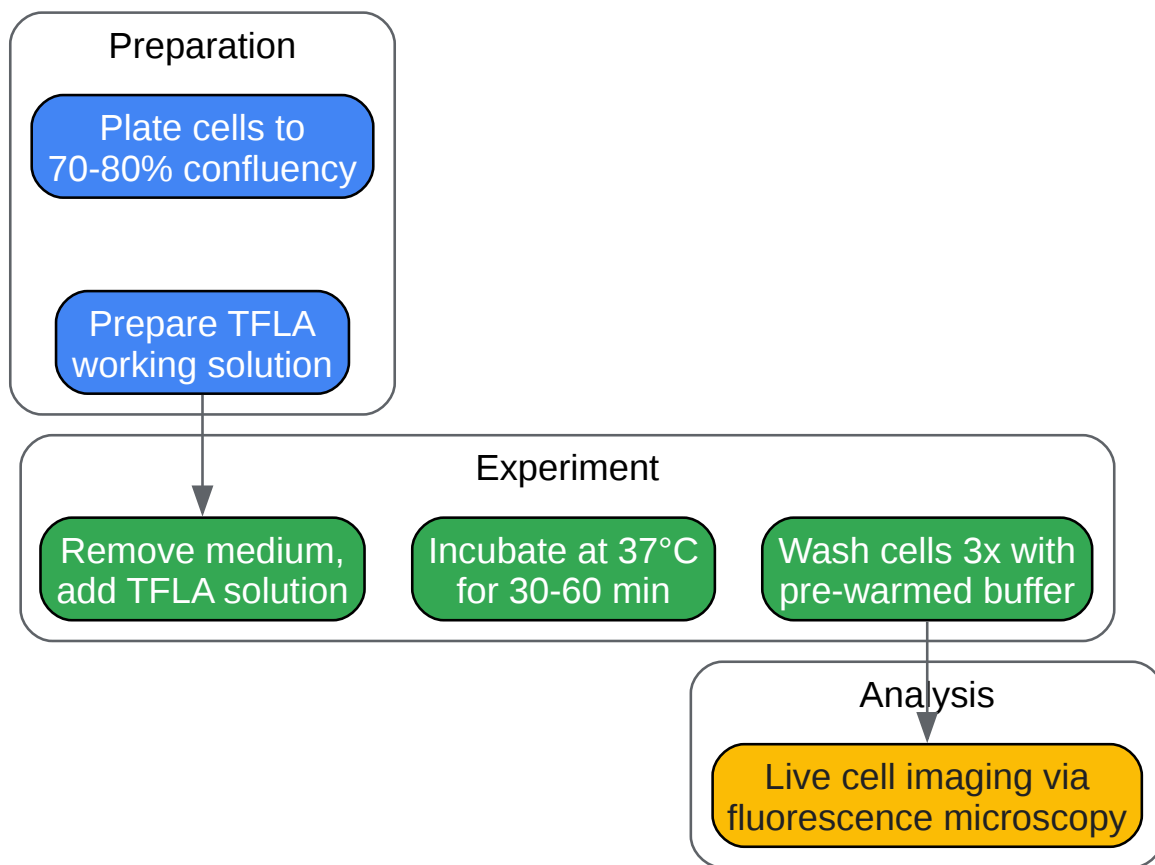 Preparation
Plate cells to
70-80% confluency
Prepare TFLA
working solution
Experiment
Remove medium,
add TFLA solution
Incubate at 37°C
for 30-60 min
Wash cells 3x with
pre-warmed buffer
Analysis
Live cell imaging via
fluorescence microscopy